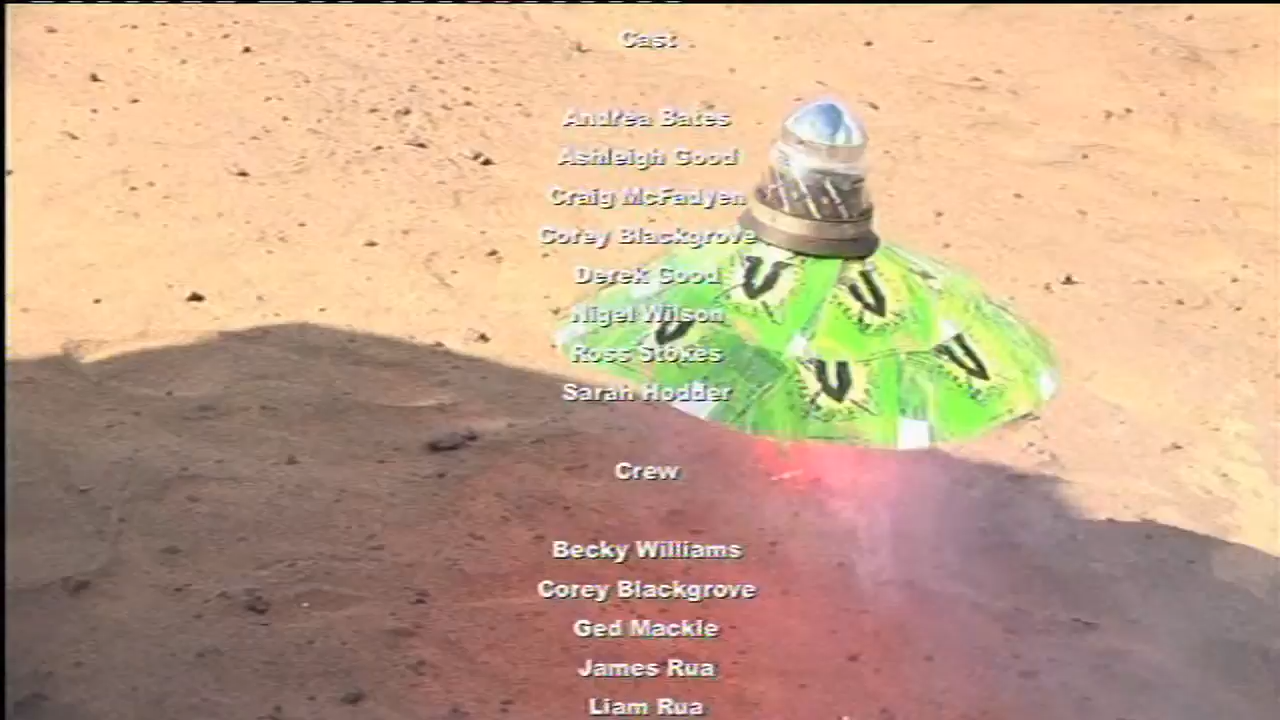 Cast
Andrea Bates
Ashleigh Good
Craig McFadyen
Corey Blackgrove
Derek Good
Nigel Wilson
Ross Stokes
Sarah Hodder
Crew
Becky Williams
Corey Blackgrove
Ged Mackie
James Rua
Liam Rua